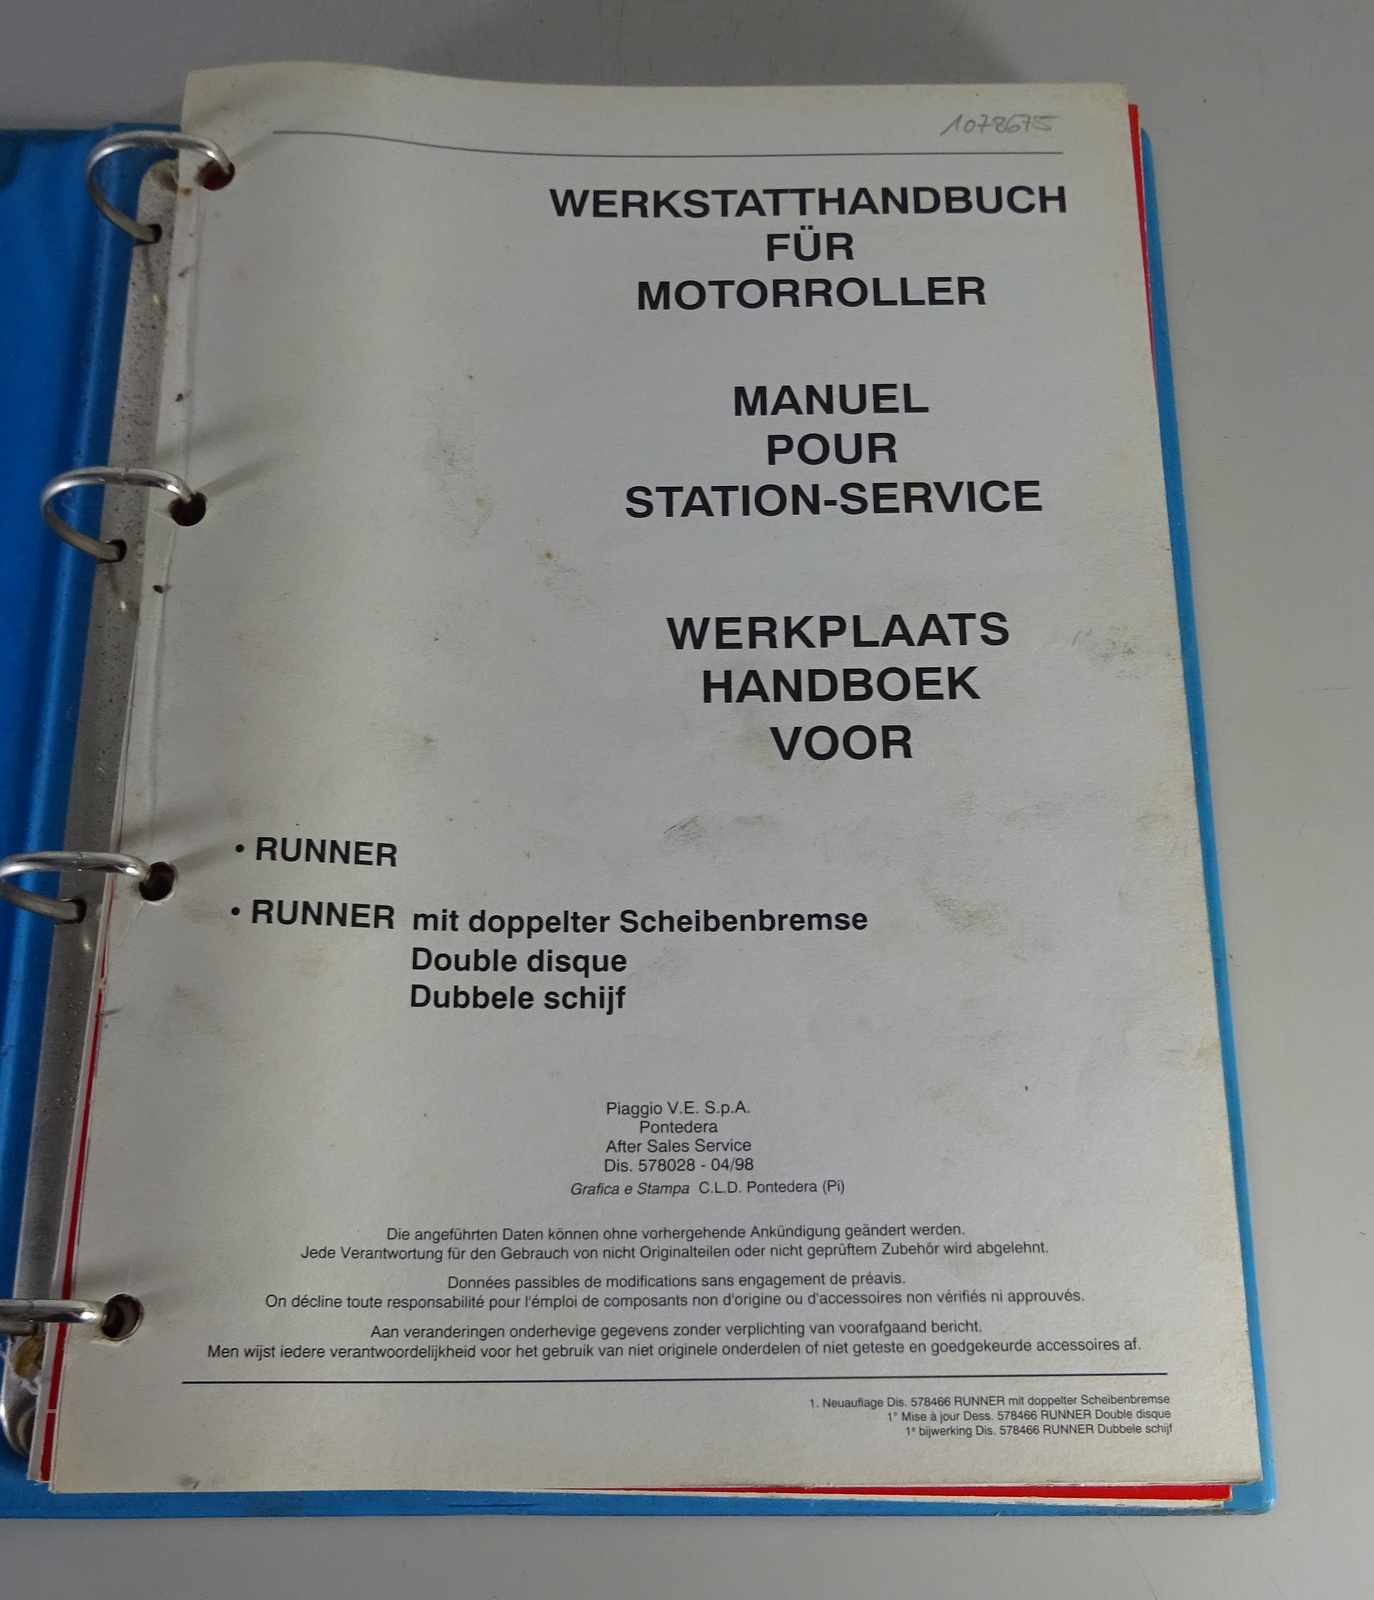 1078675
WERKSTATTHANDBUCH
FÜR
MOTORROLLER
MANUEL
POUR
STATION-SERVICE
WERKPLAATS
HANDBOEK
VOOR
• RUNNER
• RUNNER mit doppelter Scheibenbremse
Double disque
Dubbele schijf
Piaggio V.E. S.p.A.
Pontedera
After Sales Service
Dis. 578028 - 04/98
Grafica e Stampa C.L.D. Pontedera (Pi)
Die angeführten Daten können ohne vorhergehende Ankündigung geändert werden.
Jede Verantwortung für den Gebrauch von nicht Originalteilen oder nicht geprüftem Zubehör wird abgelehnt.
Données passibles de modifications sans engagement de préavis.
On décline toute responsabilité pour l'émploi de composants non d'origine ou d'accessoires non vérifiés ni approuvés.
Aan veranderingen onderhevige gegevens zonder verplichting van voorafgaand bericht.
Men wijst iedere verantwoordelijkheid voor het gebruik van niet originele onderdelen of niet geteste en goedgekeurde accessoires af.
1. Neuauflage Dis. 578466 RUNNER mit doppelter Scheibenbremse
1° Mise à jour Dess. 578466 RUNNER Double disque
1e bijwerking Dis. 578466 RUNNER Dubbele schijf